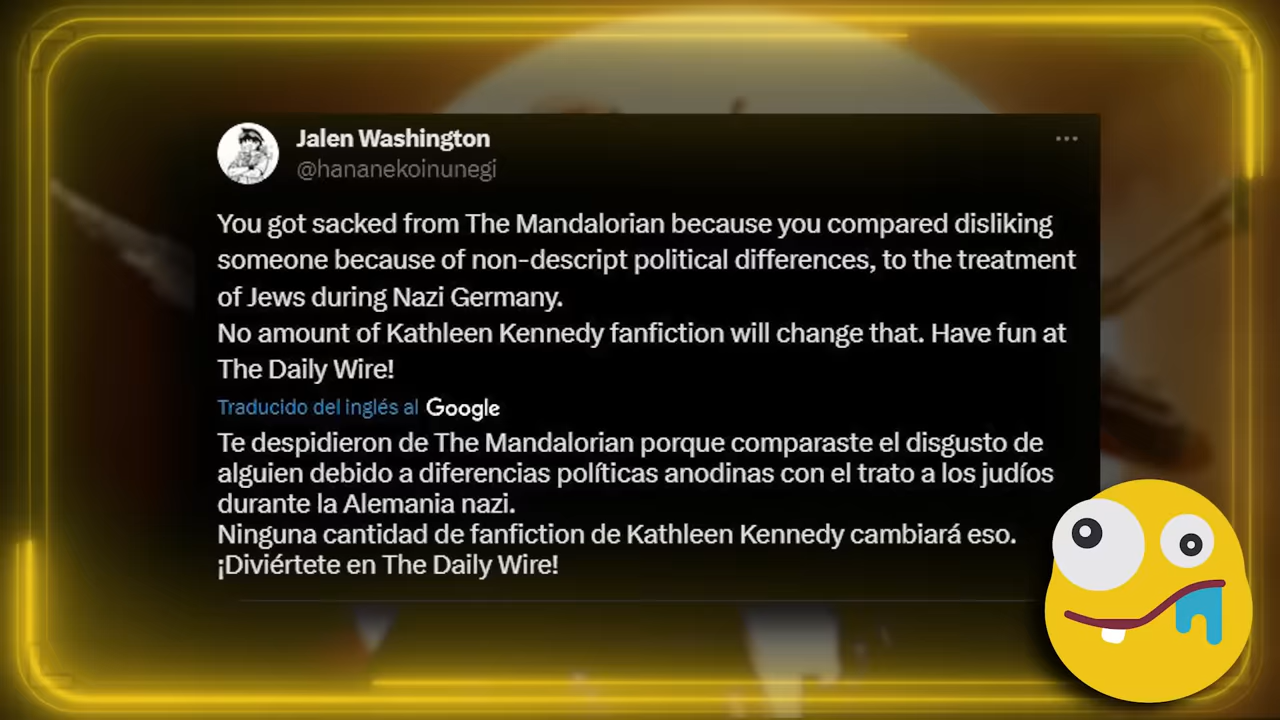 Jalen Washington
@hananekoinunegi
You got sacked from The Mandalorian because you compared disliking
someone because of non-descript political differences, to the treatment
of Jews during Nazi Germany.
No amount of Kathleen Kennedy fanfiction will change that. Have fun at
The Daily Wire!
Traducido del inglés al Google
Te despidieron de The Mandalorian porque comparaste el disgusto de
alguien debido a diferencias políticas anodinas con el trato a los judíos
durante la Alemania nazi.
Ninguna cantidad de fanfiction de Kathleen Kennedy cambiará eso.
¡Diviértete en The Daily Wire!